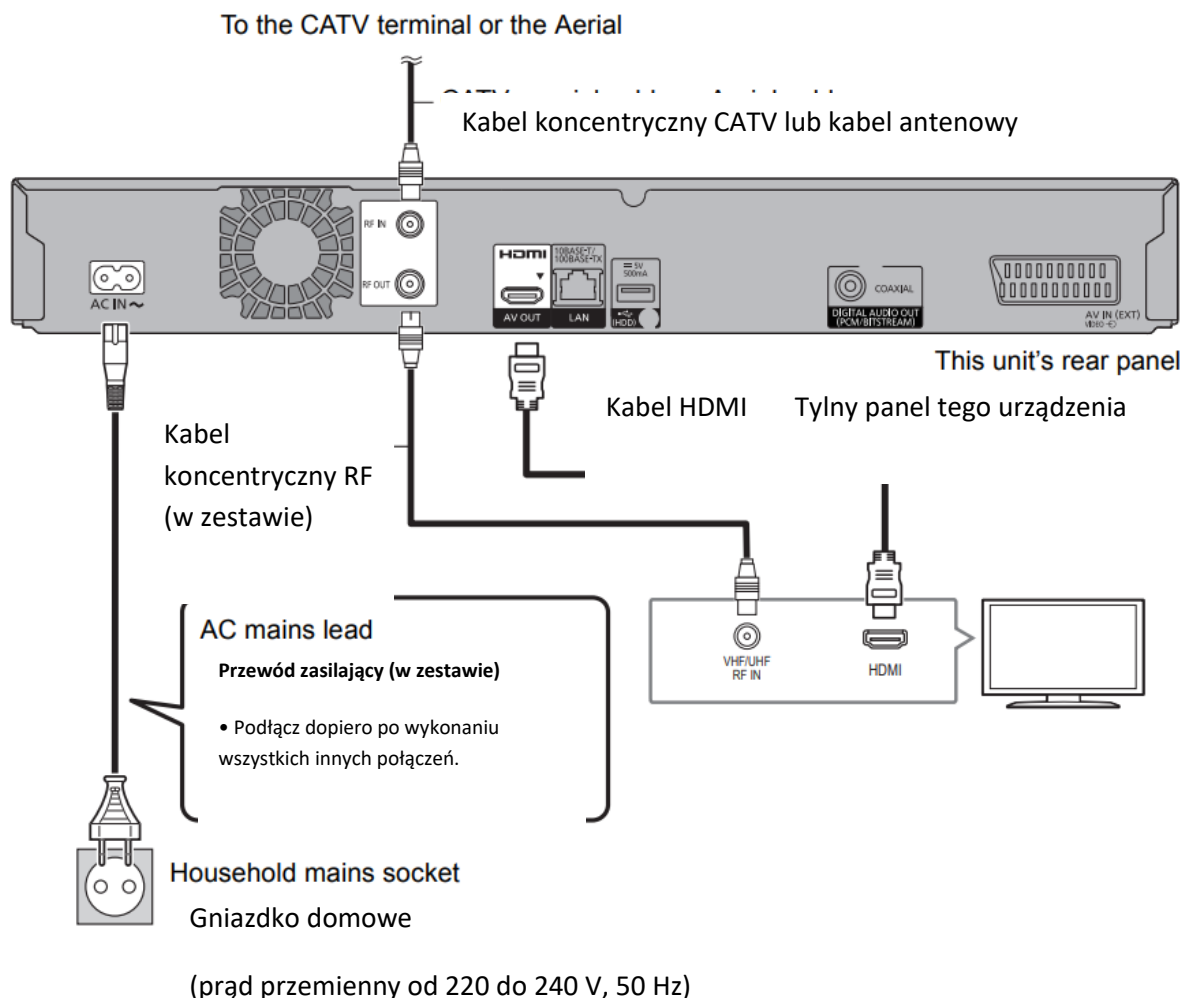 To the CATV terminal or the Aerial
Kabel koncentryczny CATV lub kabel antenowy
RF IN
RF OUT
AC IN ~
HDMI
AV OUT
10BASE-T/
100BASE-TX
LAN
5V
500mA
(HDD)
COAXIAL
DIGITAL AUDIO OUT
(PCM/BITSTREAM)
AV IN (EXT)
VIDEO
This unit's rear panel
Kabel HDMI
Tylny panel tego urządzenia
Kabel
koncentryczny RF
(w zestawie)
VHF/UHF
RF IN
HDMI
AC mains lead
Przewód zasilający (w zestawie)
• Podłącz dopiero po wykonaniu
wszystkich innych połączeń.
Household mains socket
Gniazdko domowe
(prąd przemienny od 220 do 240 V, 50 Hz)